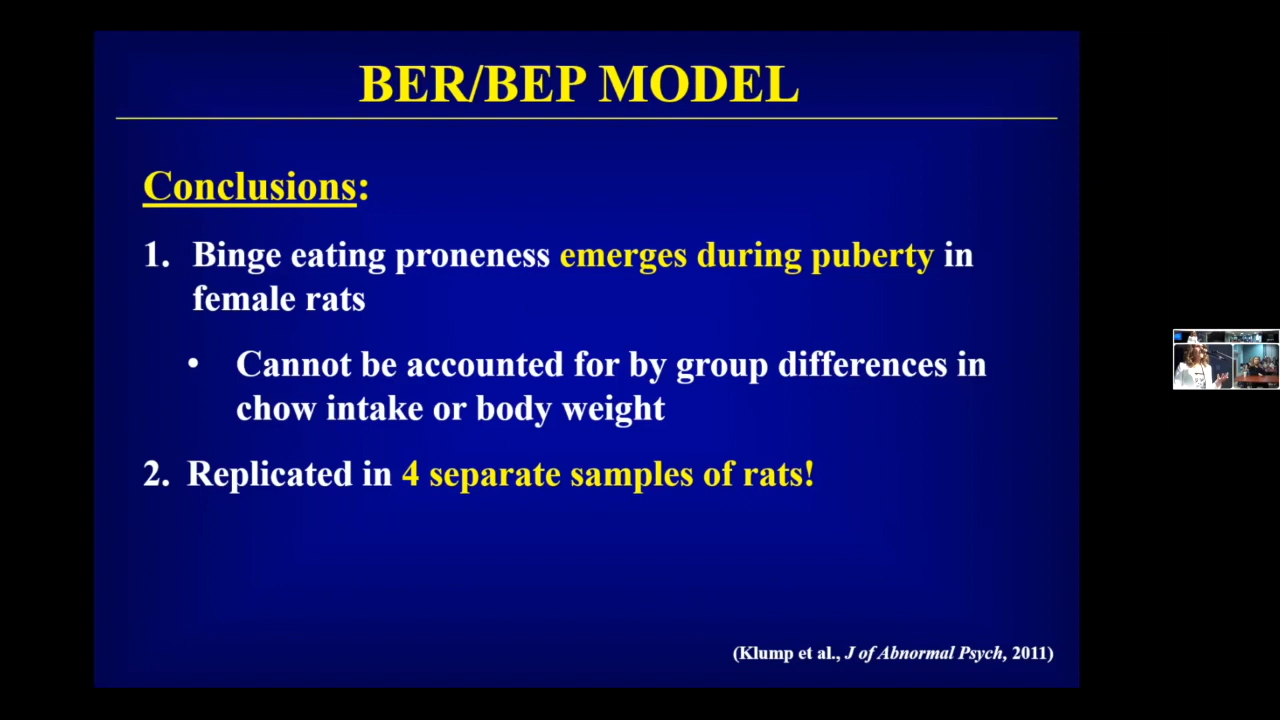 BER/BEP MODEL
Conclusions:
1. Binge eating proneness emerges during puberty in
female rats
• Cannot be accounted for by group differences in
chow intake or body weight
2. Replicated in 4 separate samples of rats!
(Klump et al., J of Abnormal Psych, 2011)